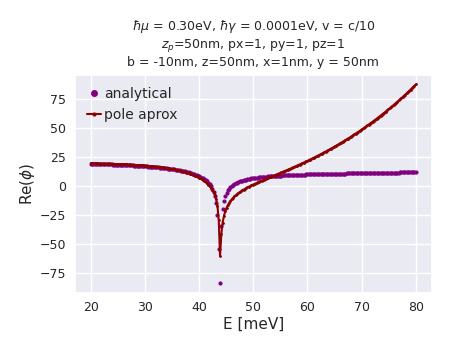 ℏμ = 0.30eV, ℏγ = 0.0001eV, v = c/10
zₚ=50nm, px=1, py=1, pz=1
b = -10nm, z=50nm, x=1nm, y = 50nm
analytical
pole aprox
Re(ϕ)
75
50
25
0
−25
−50
−75
20 30 40 50 60 70 80
E [meV]